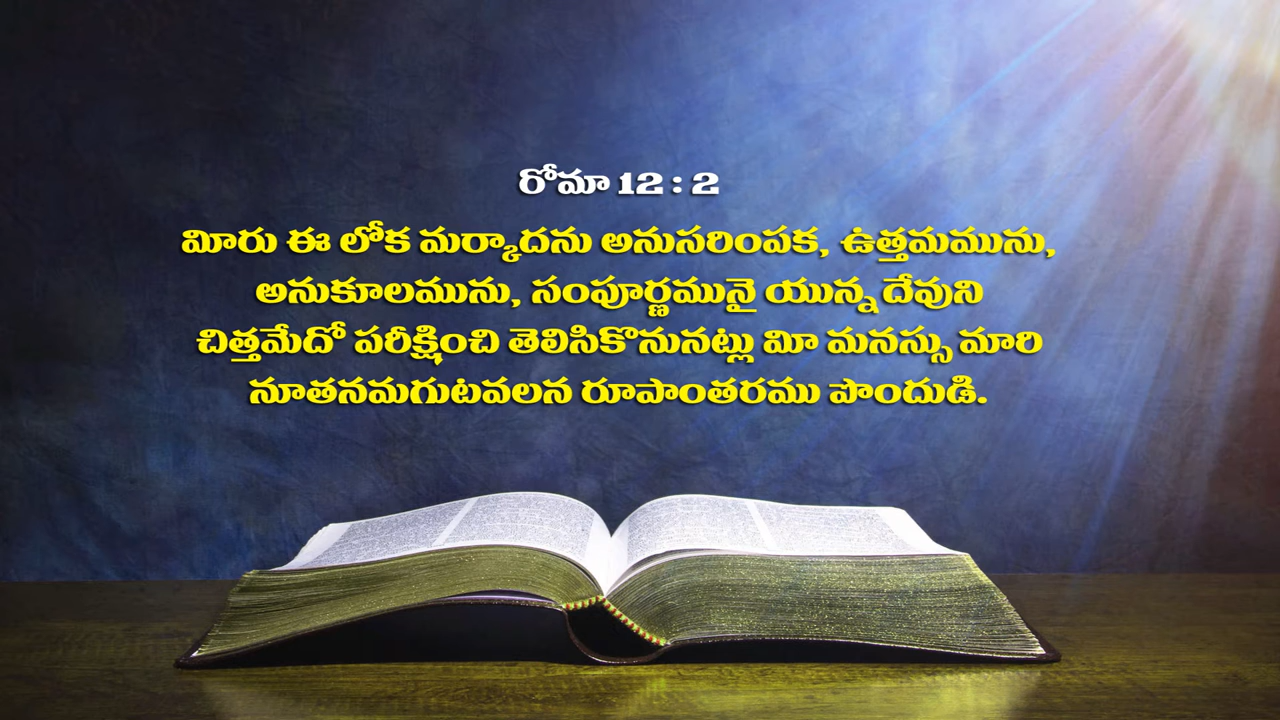 రోమా 12 : 2
మీరు ఈ లోక మర్యాదను అనుసరింపక, ఉత్తమమును,
అనుకూలమును, సంపూర్ణమునై యున్న దేవుని
చిత్తమేదో పరీక్షించి తెలిసికొనునట్లు మీ మనస్సు మారి
నూతనమగుటవలన రూపాంతరము పొందుడి.